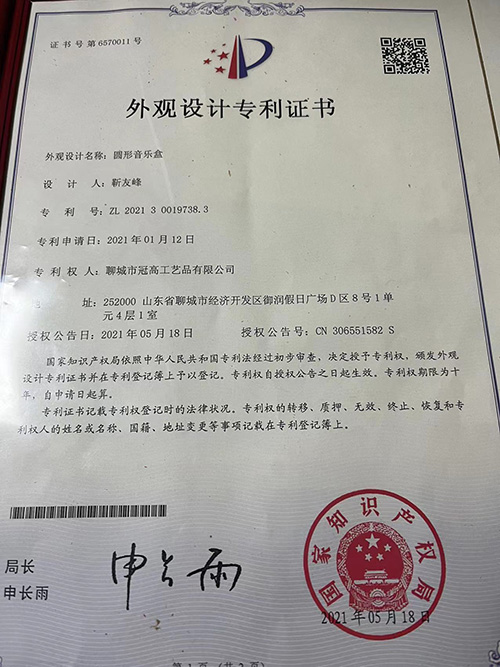 证书号第6570011号
外观设计专利证书
外观设计名称：圆形音乐盒
设计人：靳友峰
专利号：ZL 2021 3 0019738.3
专利申请日：2021年01月12日
专利权人：聊城市冠高工艺品有限公司
地址：252000 山东省聊城市经济开发区御润假日广场D区8号1单
元4层1室
授权公告日：2021年05月18日 授权公告号：CN 306551582 S
国家知识产权局依照中华人民共和国专利法经过初步审查，决定授予专利权，颁发外观
设计专利证书并在专利登记簿上予以登记。专利权自授权公告之日起生效。专利权期限为十
年，自申请日起算。
专利证书记载专利权登记时的法律状况。专利权的转移、质押、无效、终止、恢复和专
利权人的姓名或名称、国籍、地址变更等事项记载在专利登记簿上。
局长
申长雨
申长雨
国家知识产权局
2021年05月18日
第1页（共2页）